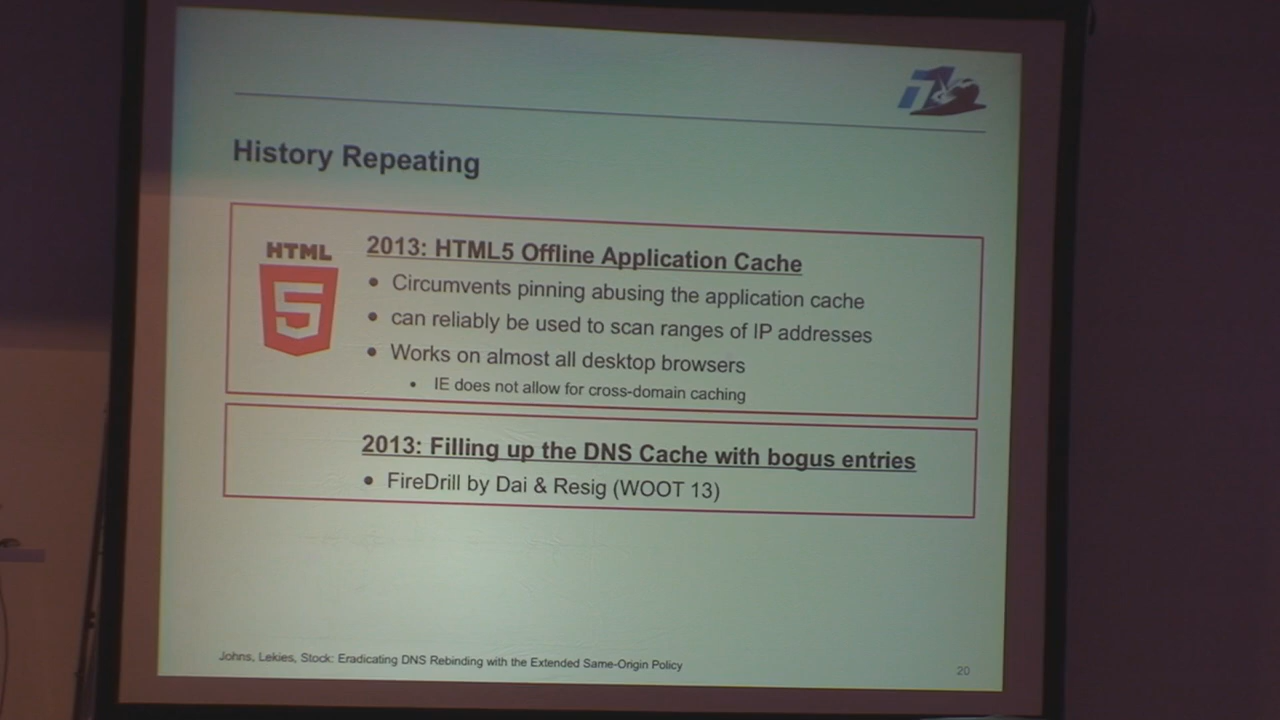 History Repeating
HTML
5
2013: HTML5 Offline Application Cache
• Circumvents pinning abusing the application cache
• can reliably be used to scan ranges of IP addresses
• Works on almost all desktop browsers
• IE does not allow for cross-domain caching
2013: Filling up the DNS Cache with bogus entries
• FireDrill by Dai & Resig (WOOT 13)
Johns, Lekies, Stock: Eradicating DNS Rebinding with the Extended Same-Origin Policy
20